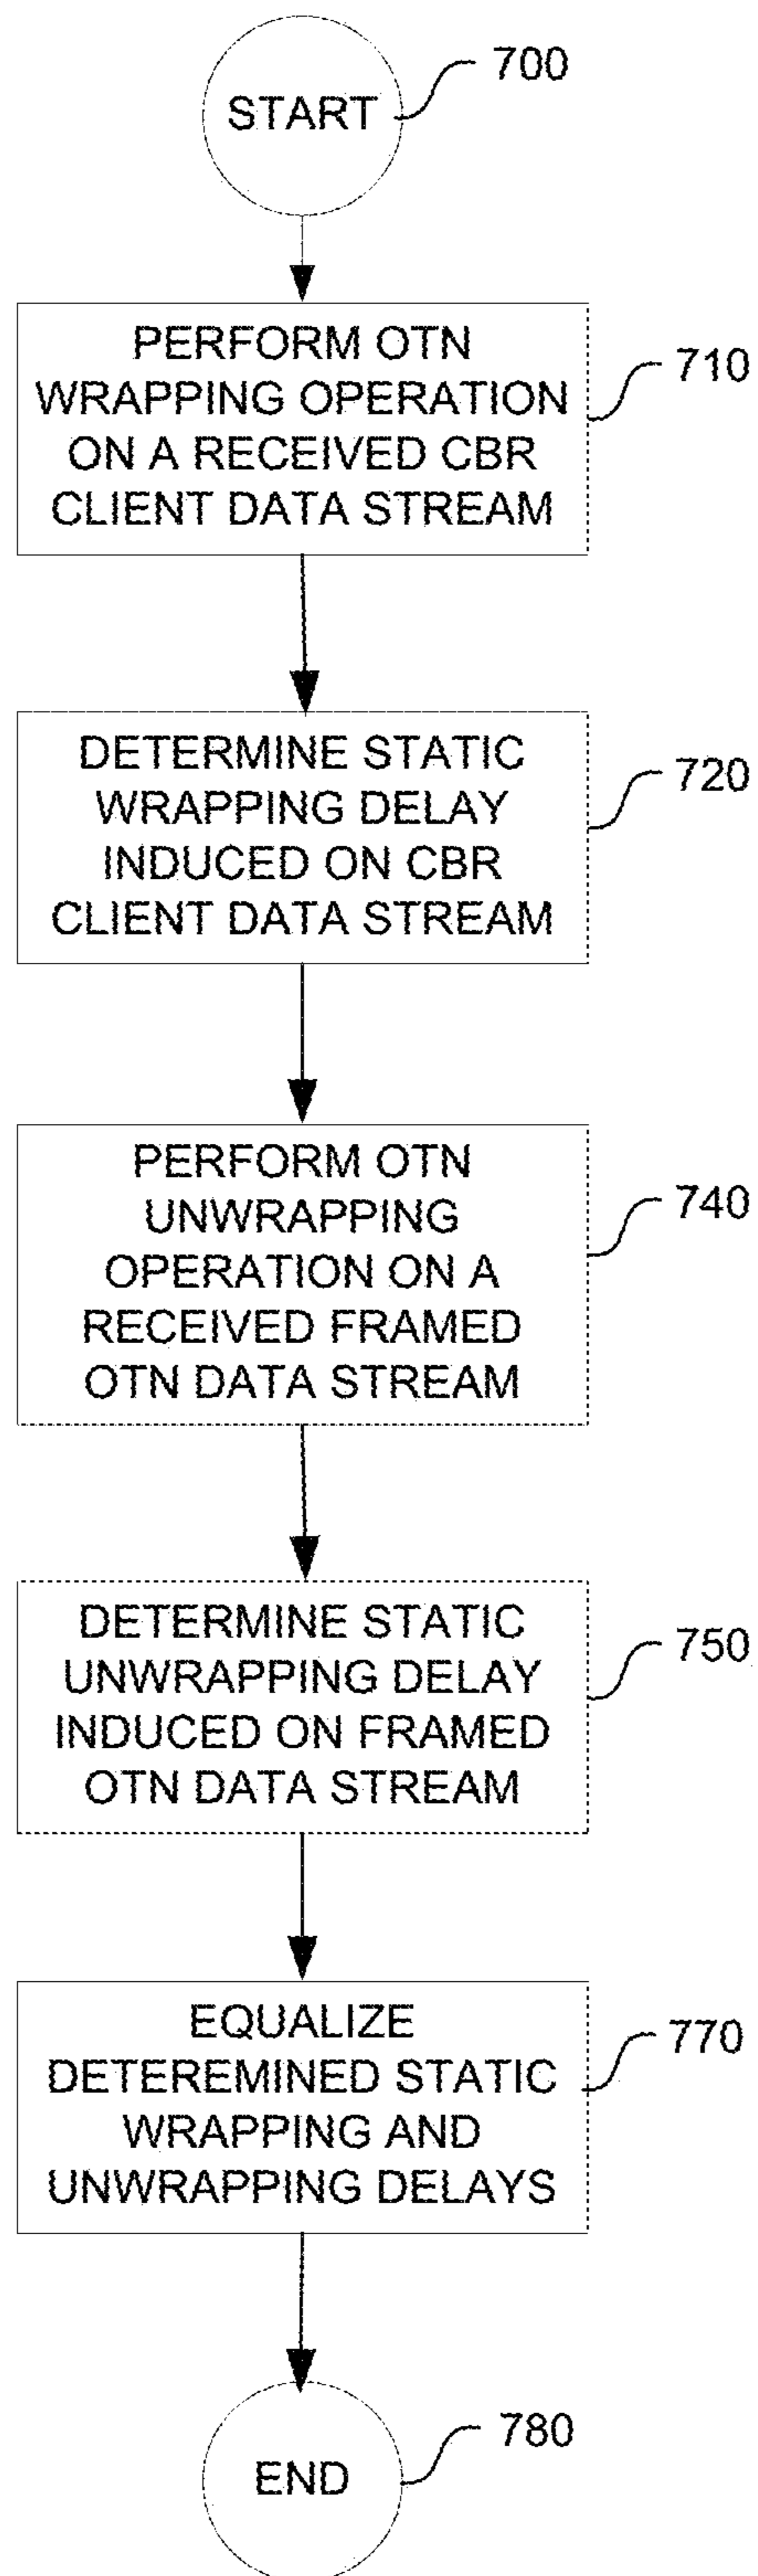 START
700
PERFORM OTN
WRAPPING OPERATION
ON A RECEIVED CBR
CLIENT DATA STREAM
710
DETERMINE STATIC
WRAPPING DELAY
INDUCED ON CBR
CLIENT DATA STREAM
720
PERFORM OTN
UNWRAPPING
OPERATION ON A
RECEIVED FRAMED
OTN DATA STREAM
740
DETERMINE STATIC
UNWRAPPING DELAY
INDUCED ON FRAMED
OTN DATA STREAM
750
EQUALIZE
DETEREMINED STATIC
WRAPPING AND
UNWRAPPING DELAYS
770
END
780